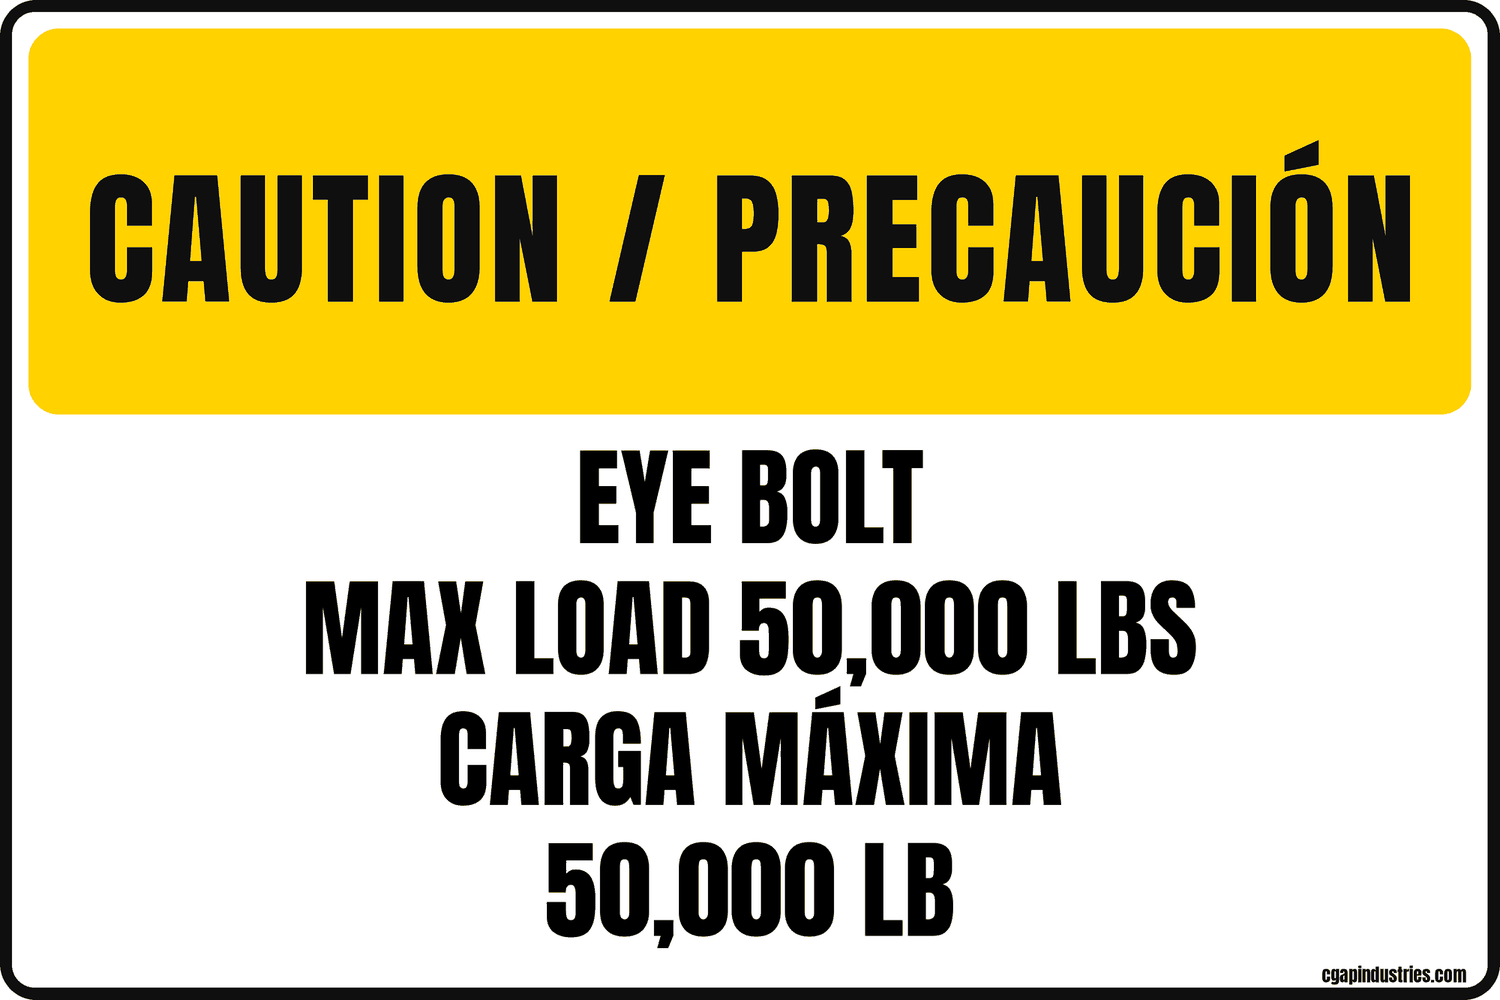 CAUTION / PRECAUCIÓN
EYE BOLT
MAX LOAD 50,000 LBS
CARGA MÁXIMA
50,000 LB
cgapindustries.com